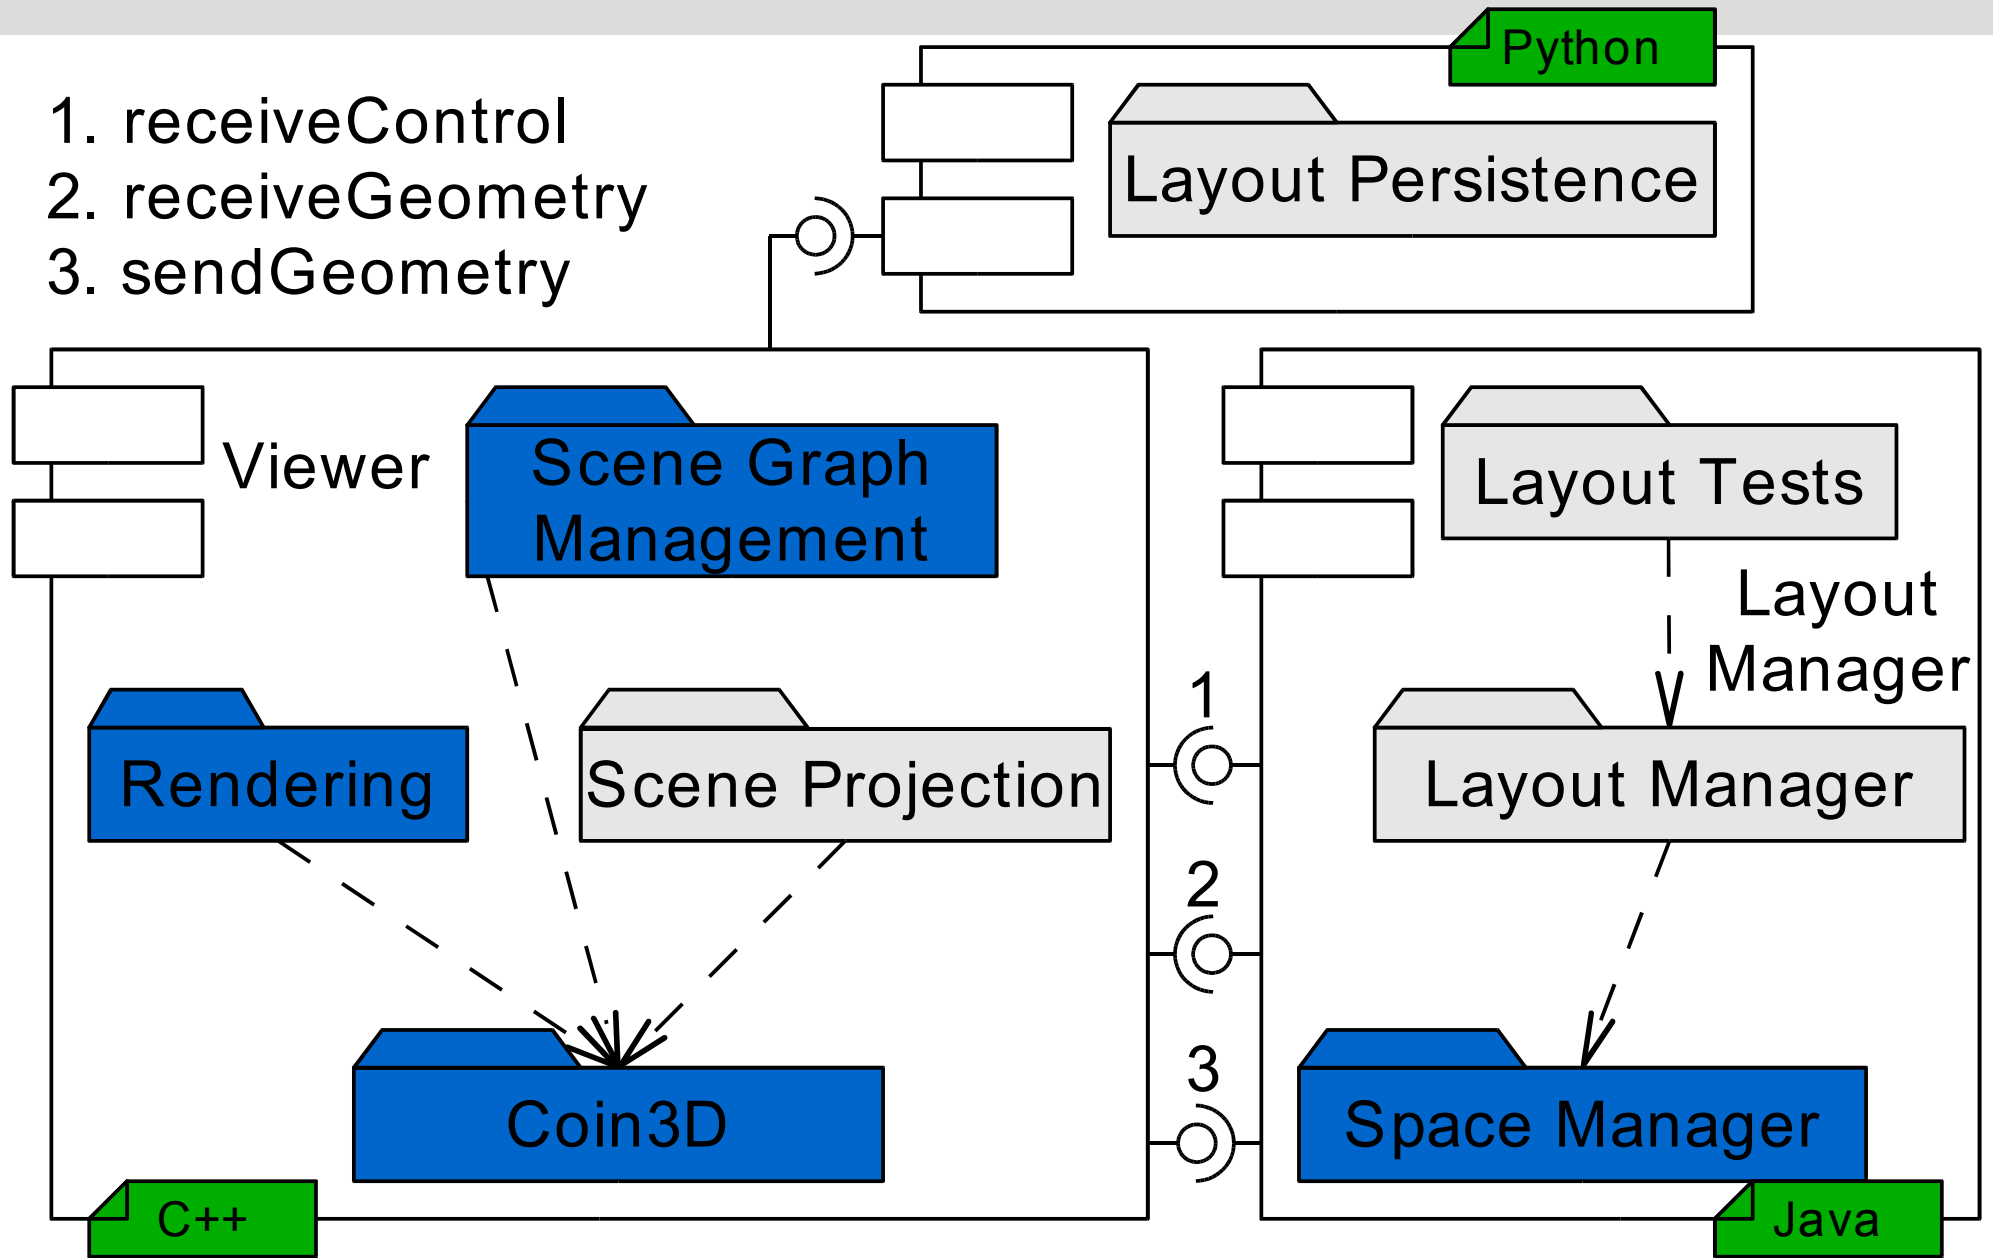 Python
1. receiveControl
2. receiveGeometry
3. sendGeometry
Layout Persistence
Viewer
Scene Graph
Management
Rendering
Scene Projection
Coin3D
C++
1
2
3
Layout Tests
Layout
Manager
Layout Manager
Space Manager
Java